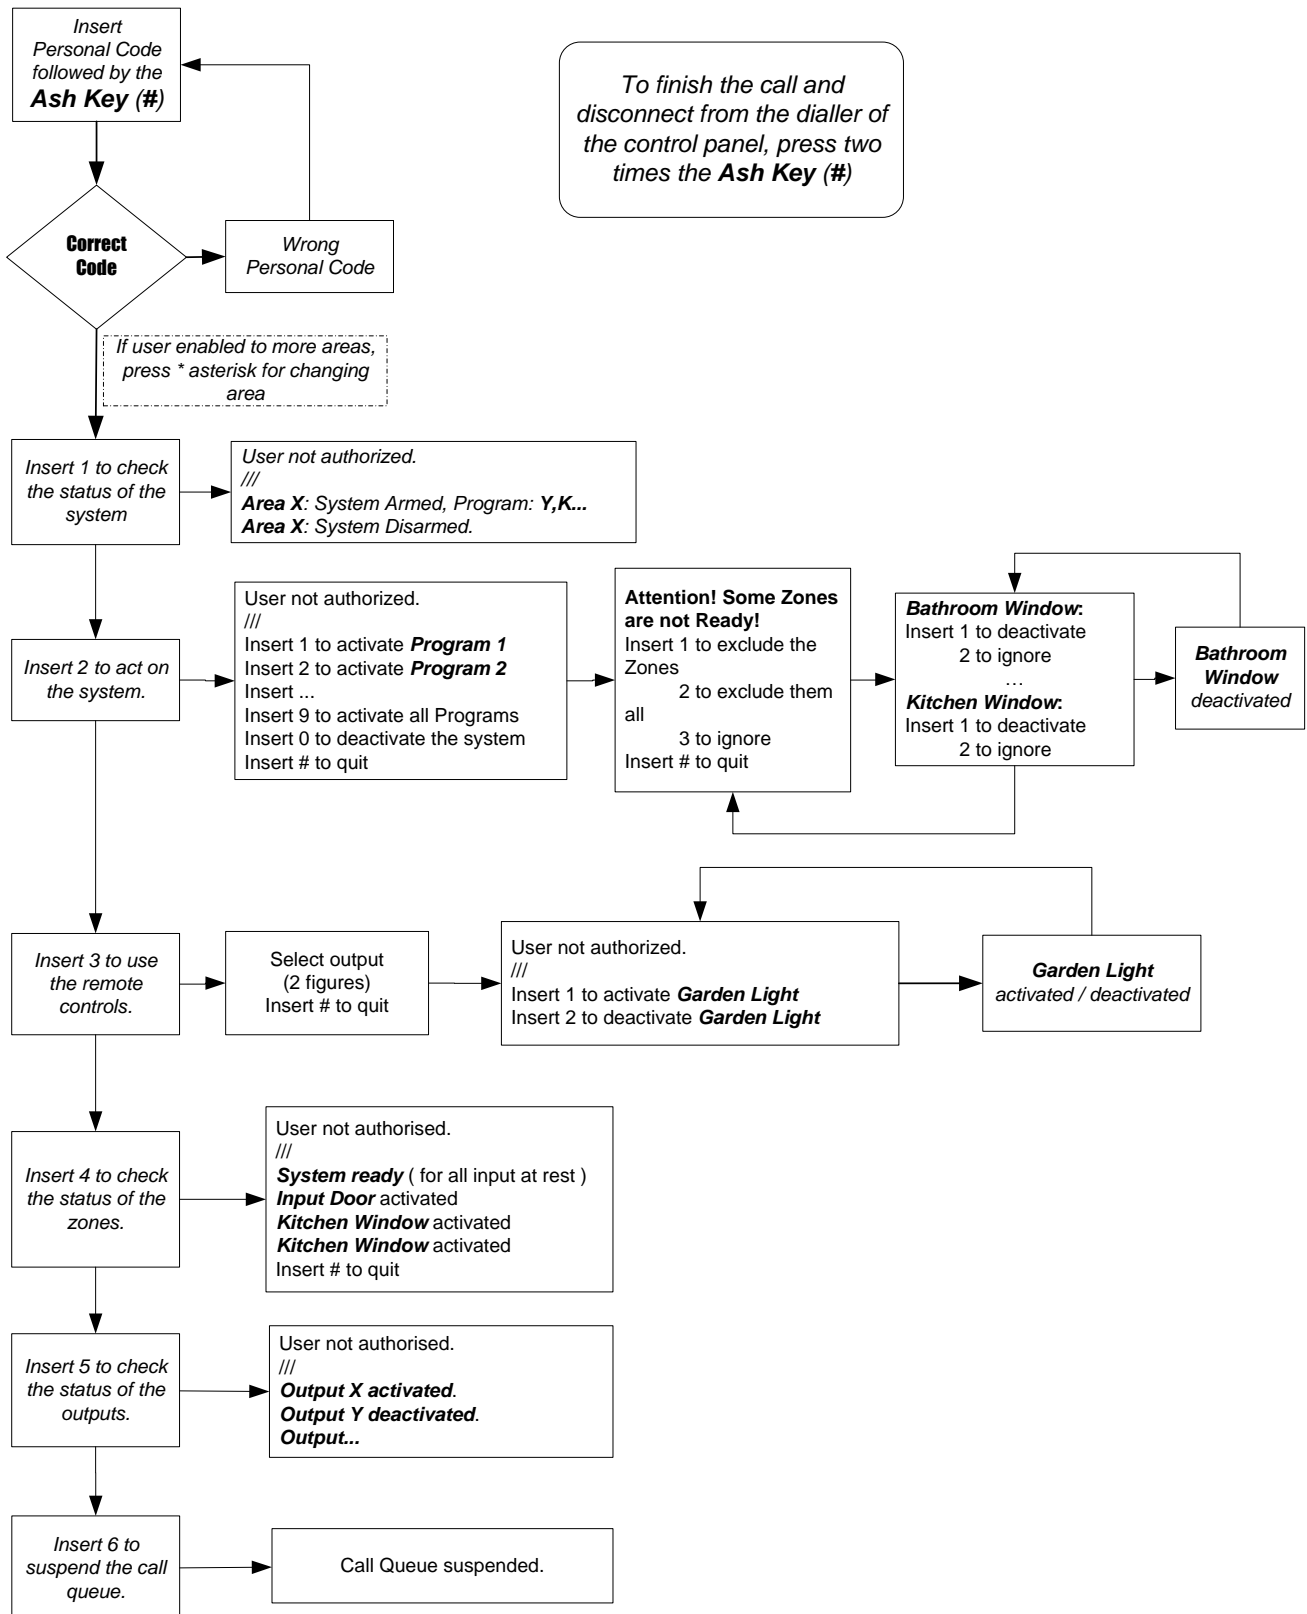 Insert
Personal Code
followed by the
Ash Key (#)
To finish the call and
disconnect from the dialler of
the control panel, press two
times the Ash Key (#)
Correct
Code
Wrong
Personal Code
If user enabled to more areas,
press * asterisk for changing
area
Insert 1 to check
the status of the
system
User not authorized.
///
Area X: System Armed, Program: Y,K...
Area X: System Disarmed.
Insert 2 to act on
the system.
User not authorized.
///
Insert 1 to activate Program 1
Insert 2 to activate Program 2
Insert ...
Insert 9 to activate all Programs
Insert 0 to deactivate the system
Insert # to quit
Attention! Some Zones
are not Ready!
Insert 1 to exclude the
Zones
2 to exclude them
all
3 to ignore
Insert # to quit
Bathroom Window:
Insert 1 to deactivate
2 to ignore
...
Kitchen Window:
Insert 1 to deactivate
2 to ignore
Bathroom
Window
deactivated
Insert 3 to use
the remote
controls.
Select output
(2 figures)
Insert # to quit
User not authorized.
///
Insert 1 to activate Garden Light
Insert 2 to deactivate Garden Light
Garden Light
activated / deactivated
Insert 4 to check
the status of the
zones.
User not authorised.
///
System ready ( for all input at rest )
Input Door activated
Kitchen Window activated
Kitchen Window activated
Insert # to quit
Insert 5 to check
the status of the
outputs.
User not authorised.
///
Output X activated.
Output Y deactivated.
Output...
Insert 6 to
suspend the call
queue.
Call Queue suspended.